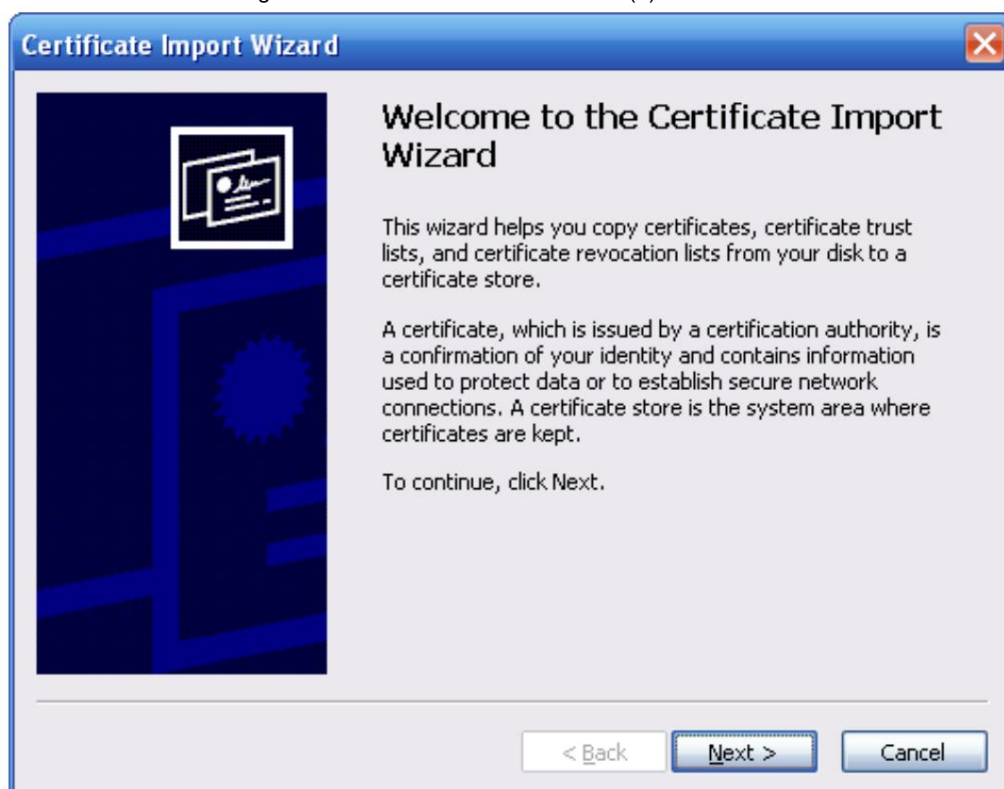 Certificate Import Wizard
Welcome to the Certificate Import
Wizard
This wizard helps you copy certificates, certificate trust
lists, and certificate revocation lists from your disk to a
certificate store.
A certificate, which is issued by a certification authority, is
a confirmation of your identity and contains information
used to protect data or to establish secure network
connections. A certificate store is the system area where
certificates are kept.
To continue, click Next.
< Back
Next >
Cancel